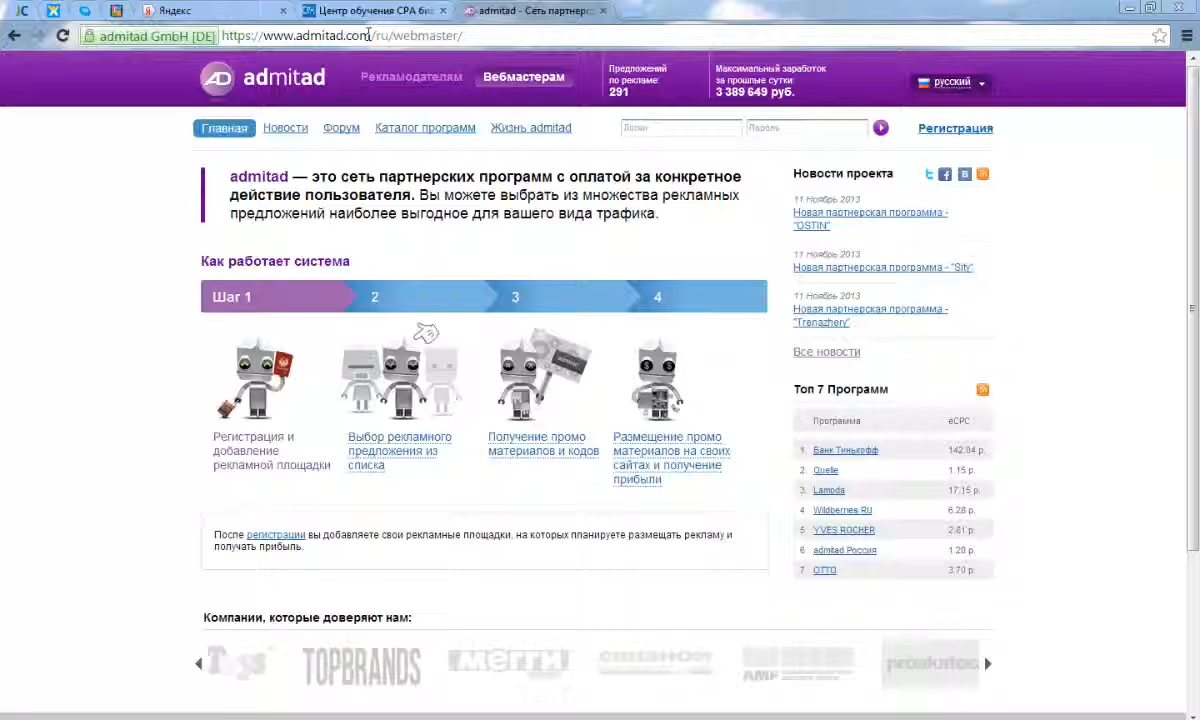 Яндекс
Центр обучения CPA биз
admitad - Сеть партнерс
admitad GmbH [DE]
https://www.admitad.com/ru/webmaster/
admitad
Рекламодателям
Вебмастерам
Предложений
по рекламе:
291
Максимальный заработок
за прошлые сутки:
3 389 649 руб.
русский
Главная
Новости
Форум
Каталог программ
Жизнь admitad
Логин
Пароль
Регистрация
admitad — это сеть партнерских программ с оплатой за конкретное
действие пользователя. Вы можете выбрать из множества рекламных
предложений наиболее выгодное для вашего вида трафика.
Как работает система
Шаг 1
2
3
4
Регистрация и
добавление
рекламной площадки
Выбор рекламного
предложения из
списка
Получение промо
материалов и кодов
Размещение промо
материалов на своих
сайтах и получение
прибыли
После регистрации вы добавляете свои рекламные площадки, на которых планируете размещать рекламу и
получать прибыль.
Новости проекта
11 Ноябрь 2013
Новая партнерская программа -
"OSTIN"
11 Ноябрь 2013
Новая партнерская программа - "Sity"
11 Ноябрь 2013
Новая партнерская программа -
"Trenazhery"
Все новости
Топ 7 Программ
Программа eCPC
1. Банк Тинькофф 142.04 р.
2. Quelle 1.15 р.
3. Lamoda 17.15 р.
4 Wildberries RU 6.28 р.
5 YVES ROCHER 2.81 р.
6 admitad Россия 1.20 р.
7 OTTO 3.70 р.
Компании, которые доверяют нам:
TOPBRANDS
мегги